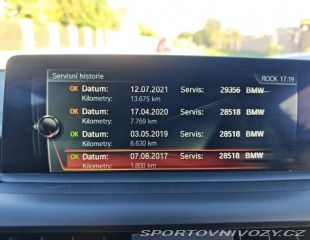 Servisní historie
ROCK 17:19
OK Datum: 12.07.2021 Servis: 29356 BMW
Kilometry: 13.675 km
OK Datum: 17.04.2020 Servis: 28518 BMW
Kilometry: 7.769 km
OK Datum: 03.05.2019 Servis: 28518 BMW
Kilometry: 6.630 km
OK Datum: 07.08.2017 Servis: 28518 BMW
Kilometry: 1.800 km
SPORTOVNIVOZY.CZ